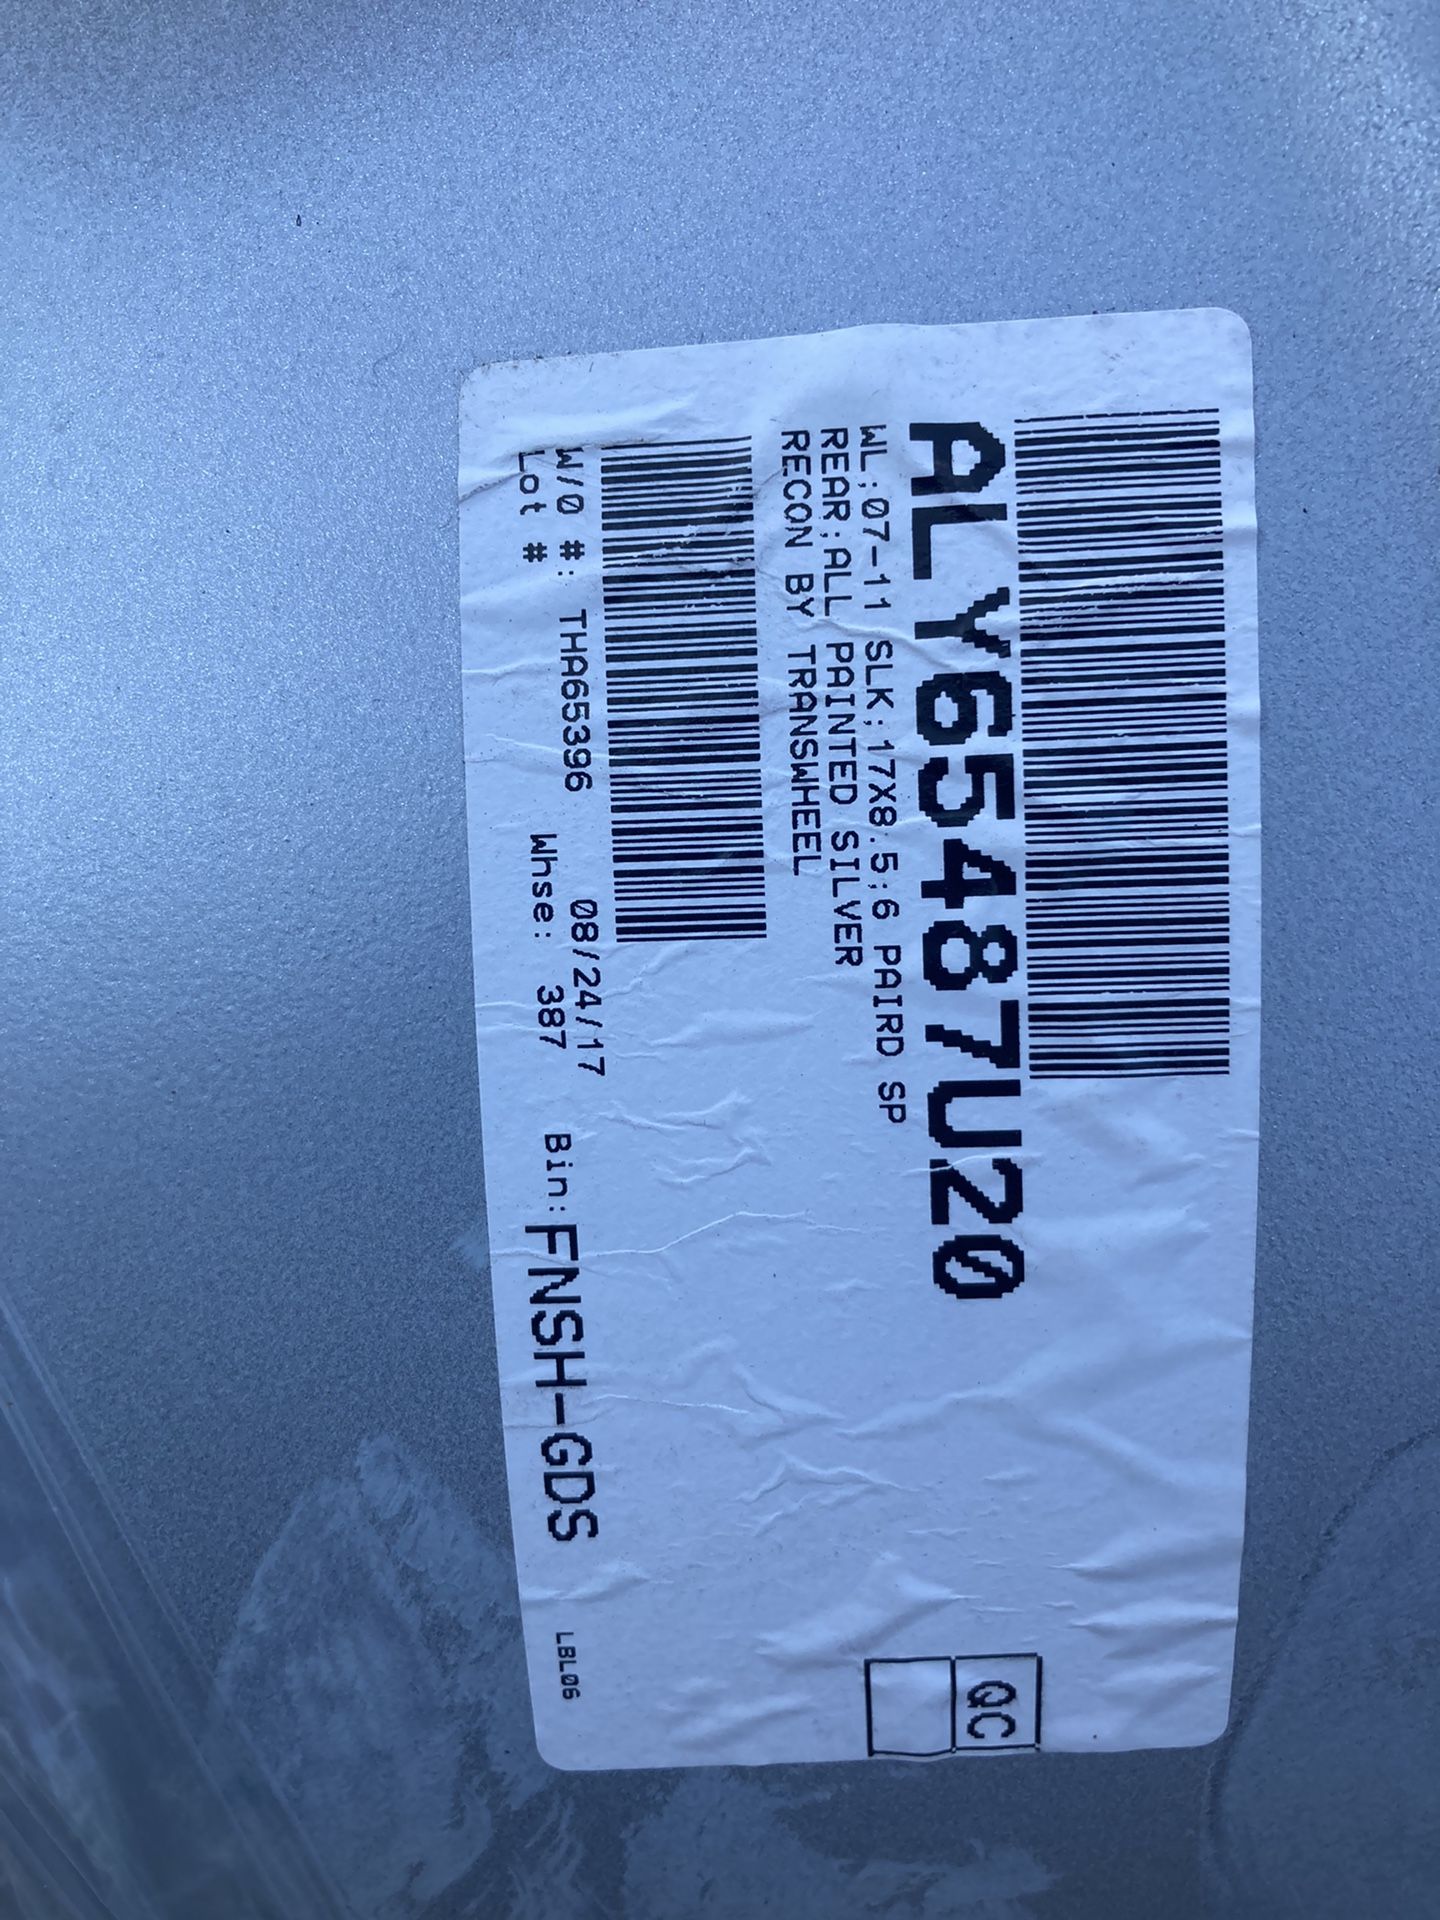 ALY65487U20
WL;07-11 SLK;17X8.5;6 PAIRD SP
REAR;ALL PAINTED SILVER
RECON BY TRANSWHEEL
QC
W/O #: THA65396 08/24/17
Lot # Whse: 387 Bin:FNSH-GDS LBL06